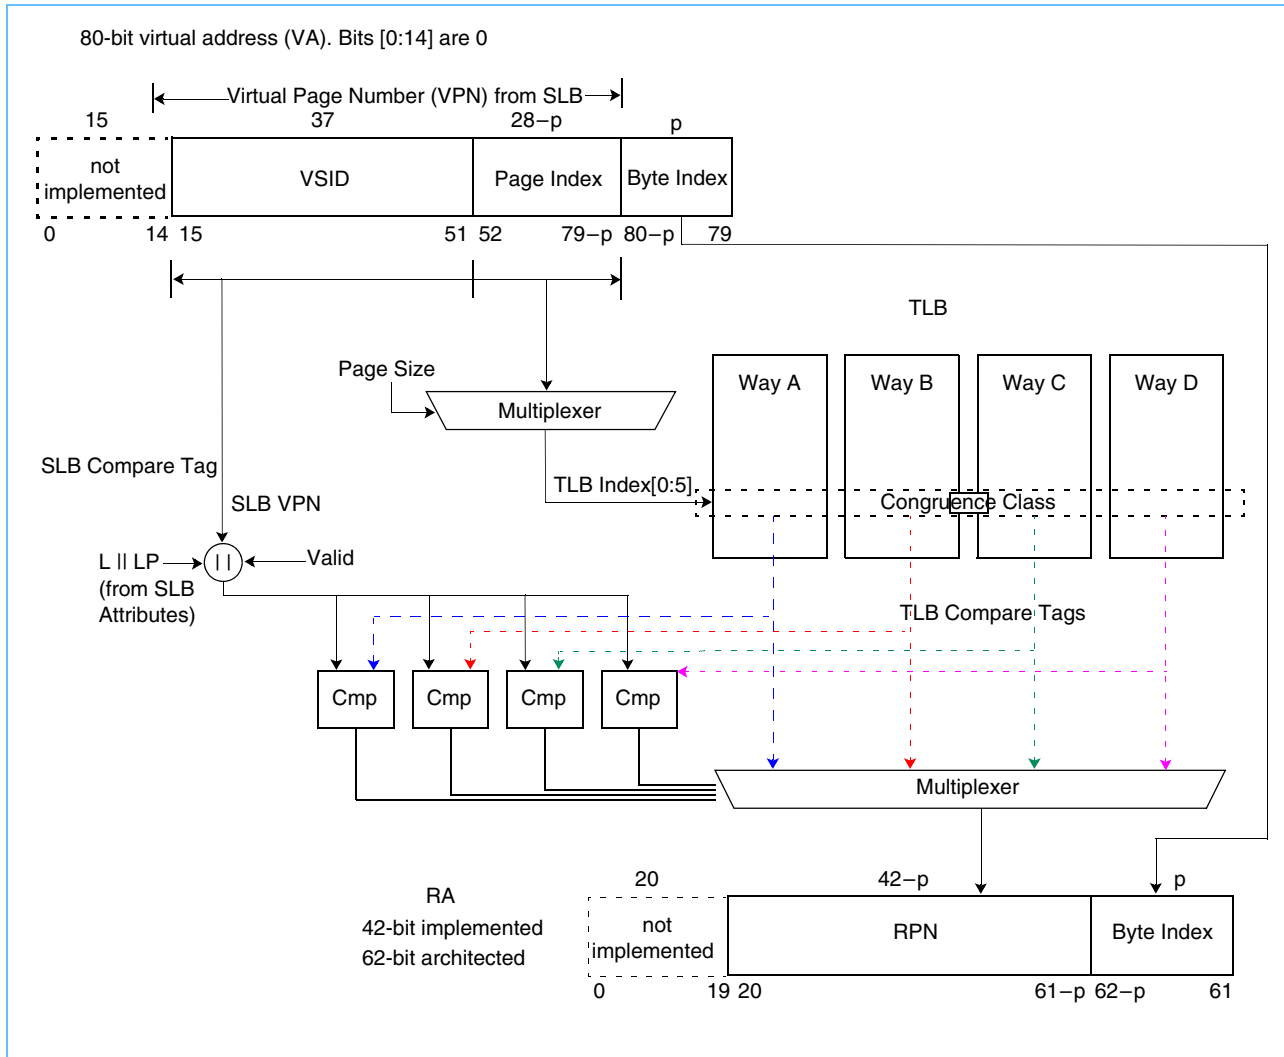 80-bit virtual address (VA). Bits [0:14] are 0
Virtual Page Number (VPN) from SLB
15
37
28−p
p
not
implemented
VSID
Page Index
Byte Index
0
14
15
51
52
79−p
80−p
79
TLB
Page Size
Multiplexer
Way A
Way B
Way C
Way D
SLB Compare Tag
TLB Index[0:5]
Congruence Class
SLB VPN
L || LP
(from SLB
Attributes)
||
Valid
TLB Compare Tags
Cmp
Cmp
Cmp
Cmp
Multiplexer
RA
42-bit implemented
62-bit architected
20
42−p
p
not
implemented
RPN
Byte Index
0
19
20
61−p
62−p
61